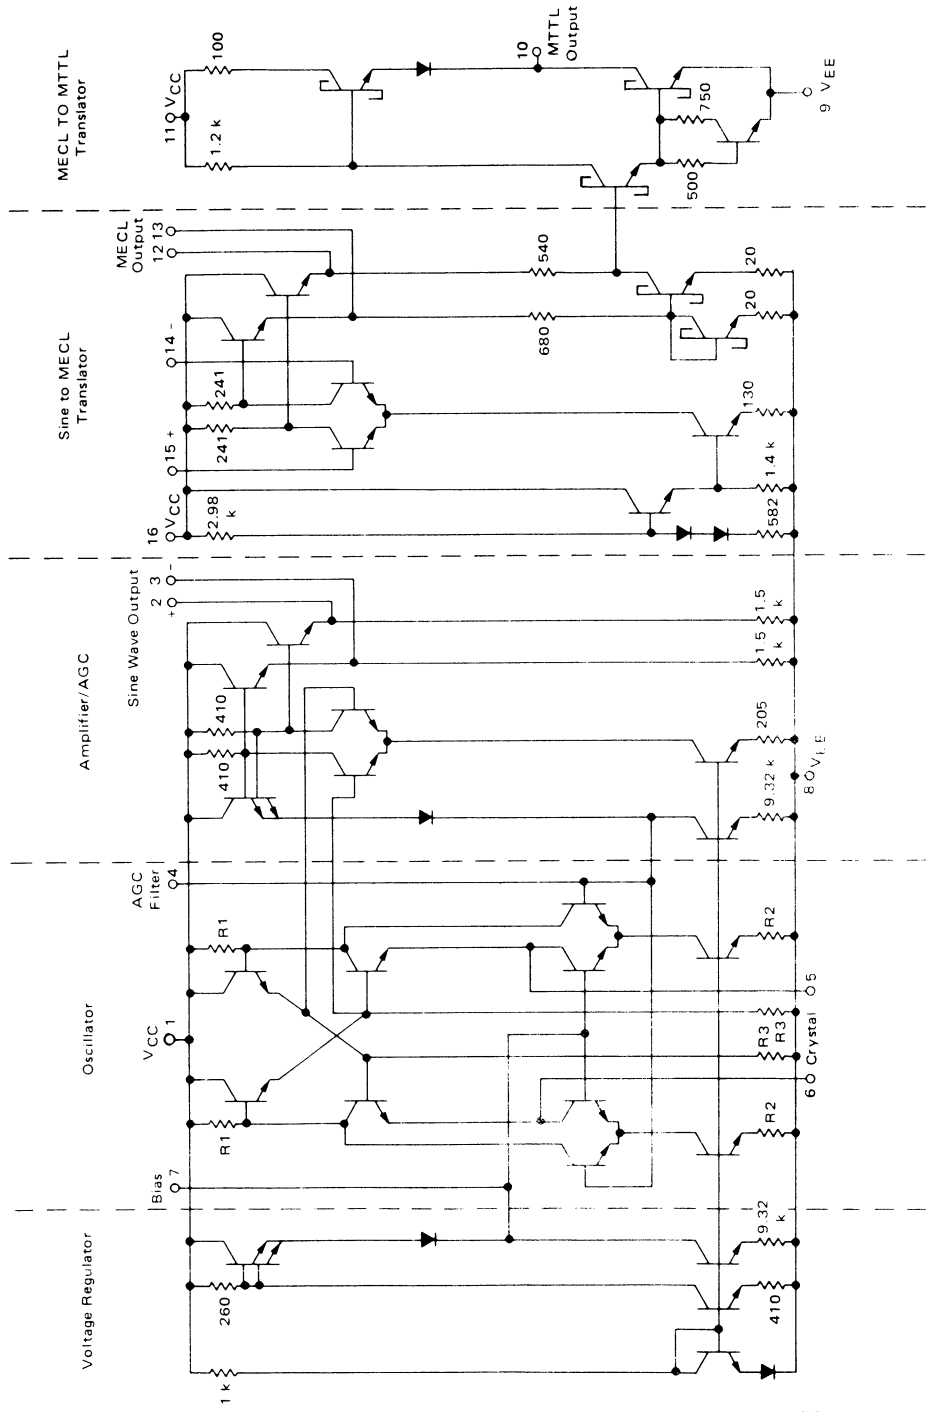 Voltage Regulator
Oscillator
Amplifier/AGC
Sine to MECL
Translator
MECL TO MTTL
Translator
1 k
260
Bias
7
R1
VCC
1
R1
AGC
Filter
4
410
410
Sine Wave Output
+
2
3
-
16
VCC
2.98
k
15 +
241
241
14 -
MECL
Output
12
13
11
VCC
1.2 k
100
10
MTTL
Output
410
9.32
k
R2
6
Crystal
5
R3
R3
R2
9.32 k
8
205
1.5
k
1.5
k
582
1.4 k
130
680
540
20
20
500
750
9 VEE